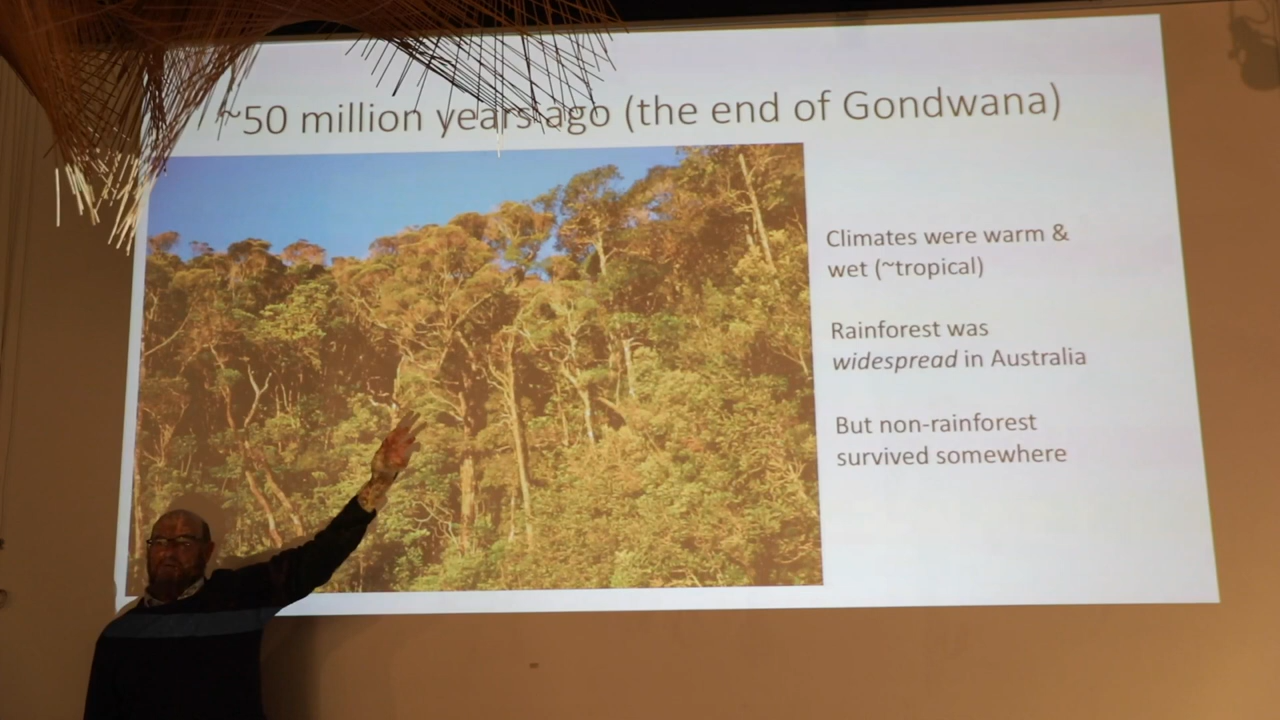 ~50 million years ago (the end of Gondwana)
Climates were warm &
wet (~tropical)
Rainforest was
widespread in Australia
But non-rainforest
survived somewhere